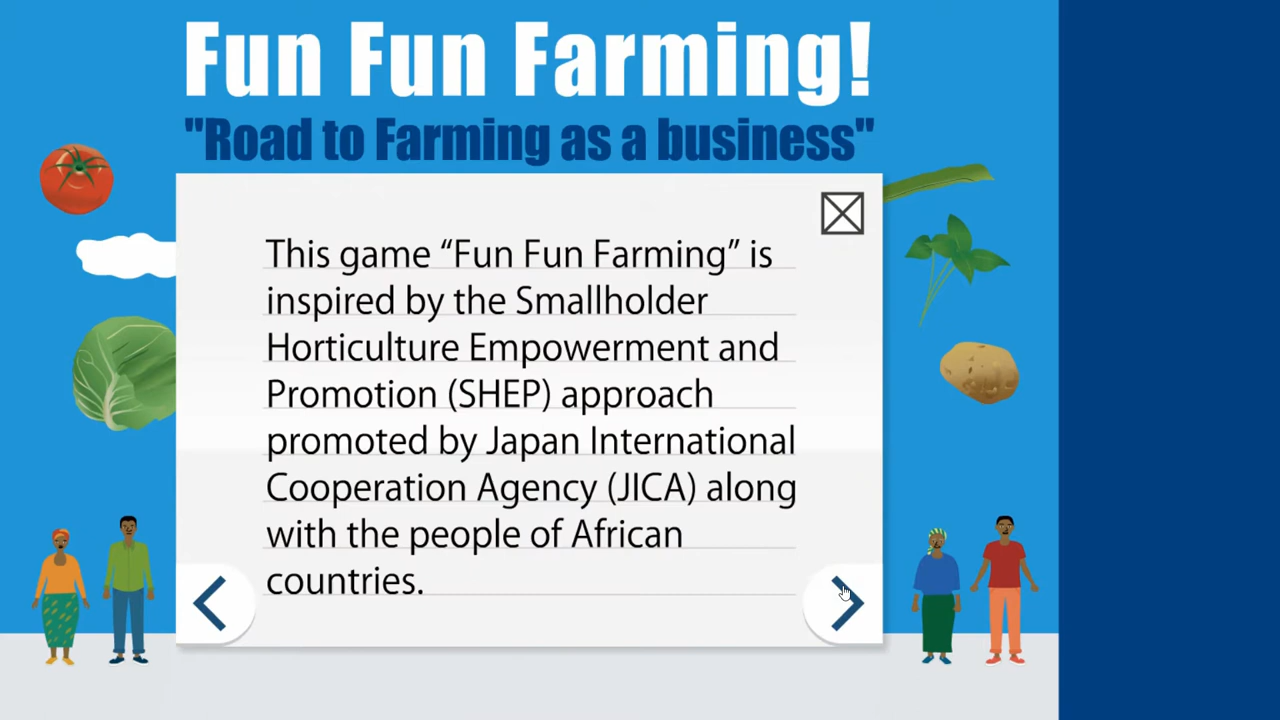 Fun Fun Farming!
"Road to Farming as a business"
This game “Fun Fun Farming” is
inspired by the Smallholder
Horticulture Empowerment and
Promotion (SHEP) approach
promoted by Japan International
Cooperation Agency (JICA) along
with the people of African
countries.